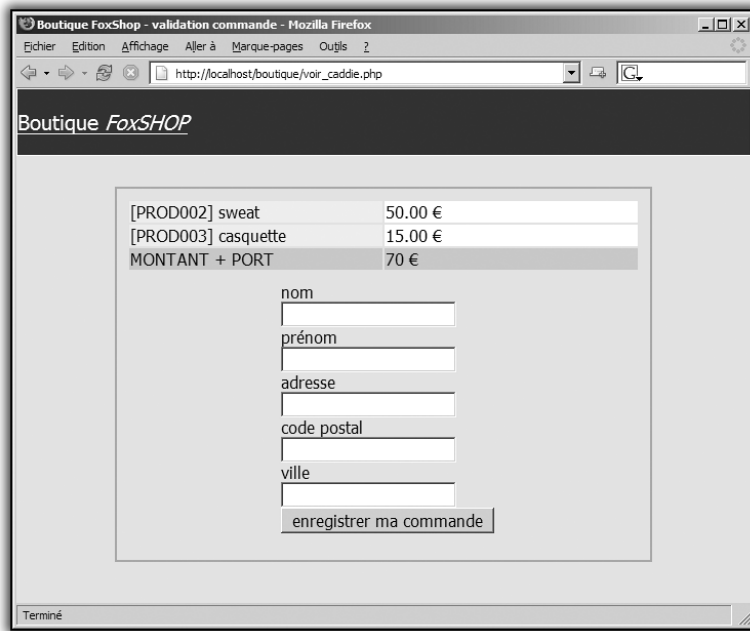 Boutique FoxShop - validation commande - Mozilla Firefox
Fichier Edition Affichage Aller à Marque-pages Outils ?
http://localhost/boutique/voir_caddie.php
G
Boutique FoxSHOP
[PROD002] sweat 50.00 €
[PROD003] casquette 15.00 €
MONTANT + PORT 70 €
nom
prénom
adresse
code postal
ville
enregistrer ma commande
Terminé